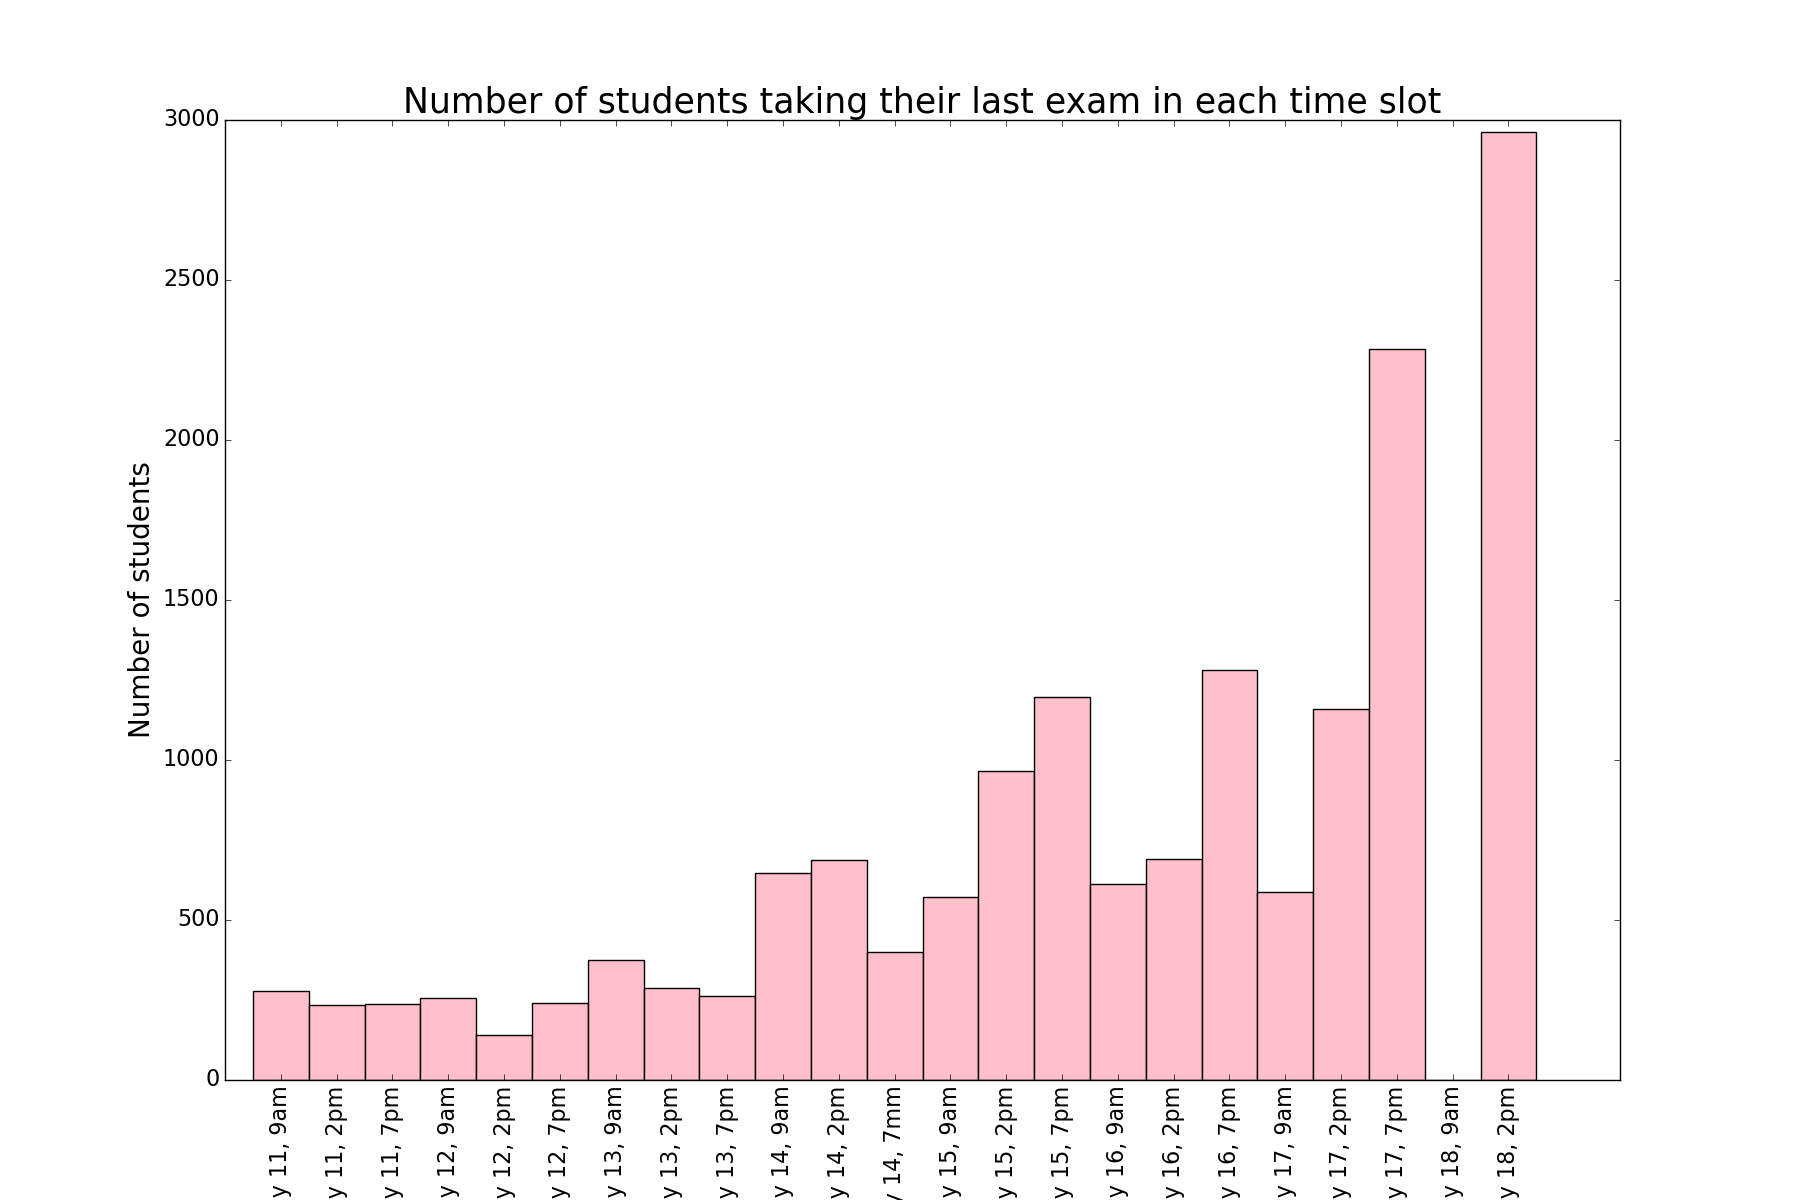 Number of students taking their last exam in each time slot
Number of students
3000
2500
2000
1500
1000
500
0
y 11, 9am
y 11, 2pm
y 11, 7pm
y 12, 9am
y 12, 2pm
y 12, 7pm
y 13, 9am
y 13, 2pm
y 13, 7pm
y 14, 9am
y 14, 2pm
y 14, 7mm
y 15, 9am
y 15, 2pm
y 15, 7pm
y 16, 9am
y 16, 2pm
y 16, 7pm
y 17, 9am
y 17, 2pm
y 17, 7pm
y 18, 9am
y 18, 2pm